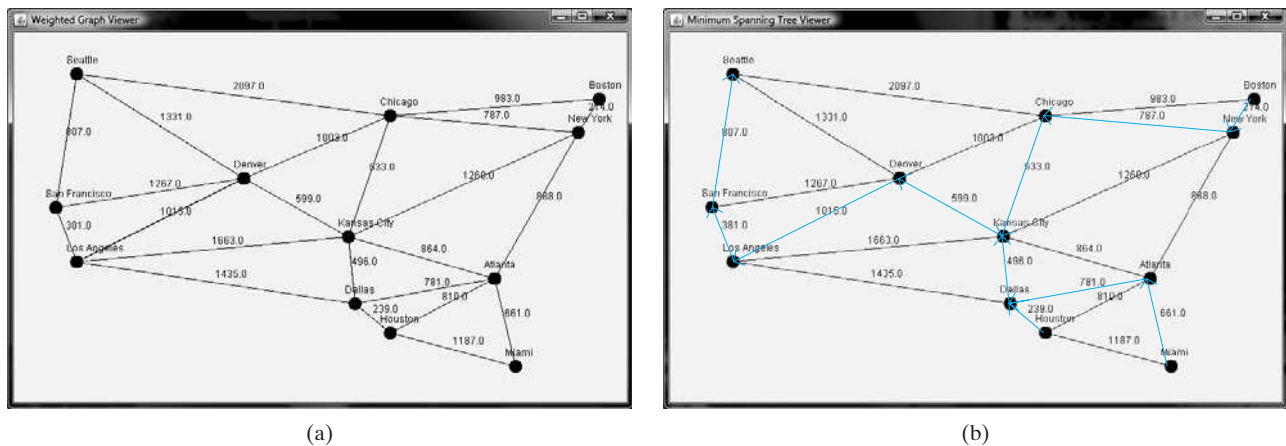 Weighted Graph Viewer
Seattle
2097.0
Boston
Chicago
983.0
214.0
787.0
New York
807.0
1331.0
1003.0
Denver
533.0
1260.0
888.0
San Francisco
1267.0
599.0
381.0
1015.0
Kansas City
Los Angeles
1663.0
864.0
496.0
Atlanta
1435.0
781.0
Dallas
810.0
239.0
Houston
661.0
1187.0
Miami
(a)
Minimum Spanning Tree Viewer
Seattle
2097.0
Boston
Chicago
983.0
214.0
787.0
New York
807.0
1331.0
1003.0
Denver
533.0
1260.0
888.0
San Francisco
1267.0
599.0
381.0
1015.0
Kansas City
Los Angeles
1663.0
864.0
496.0
Atlanta
1435.0
781.0
Dallas
810.0
239.0
Houston
661.0
1187.0
Miami
(b)